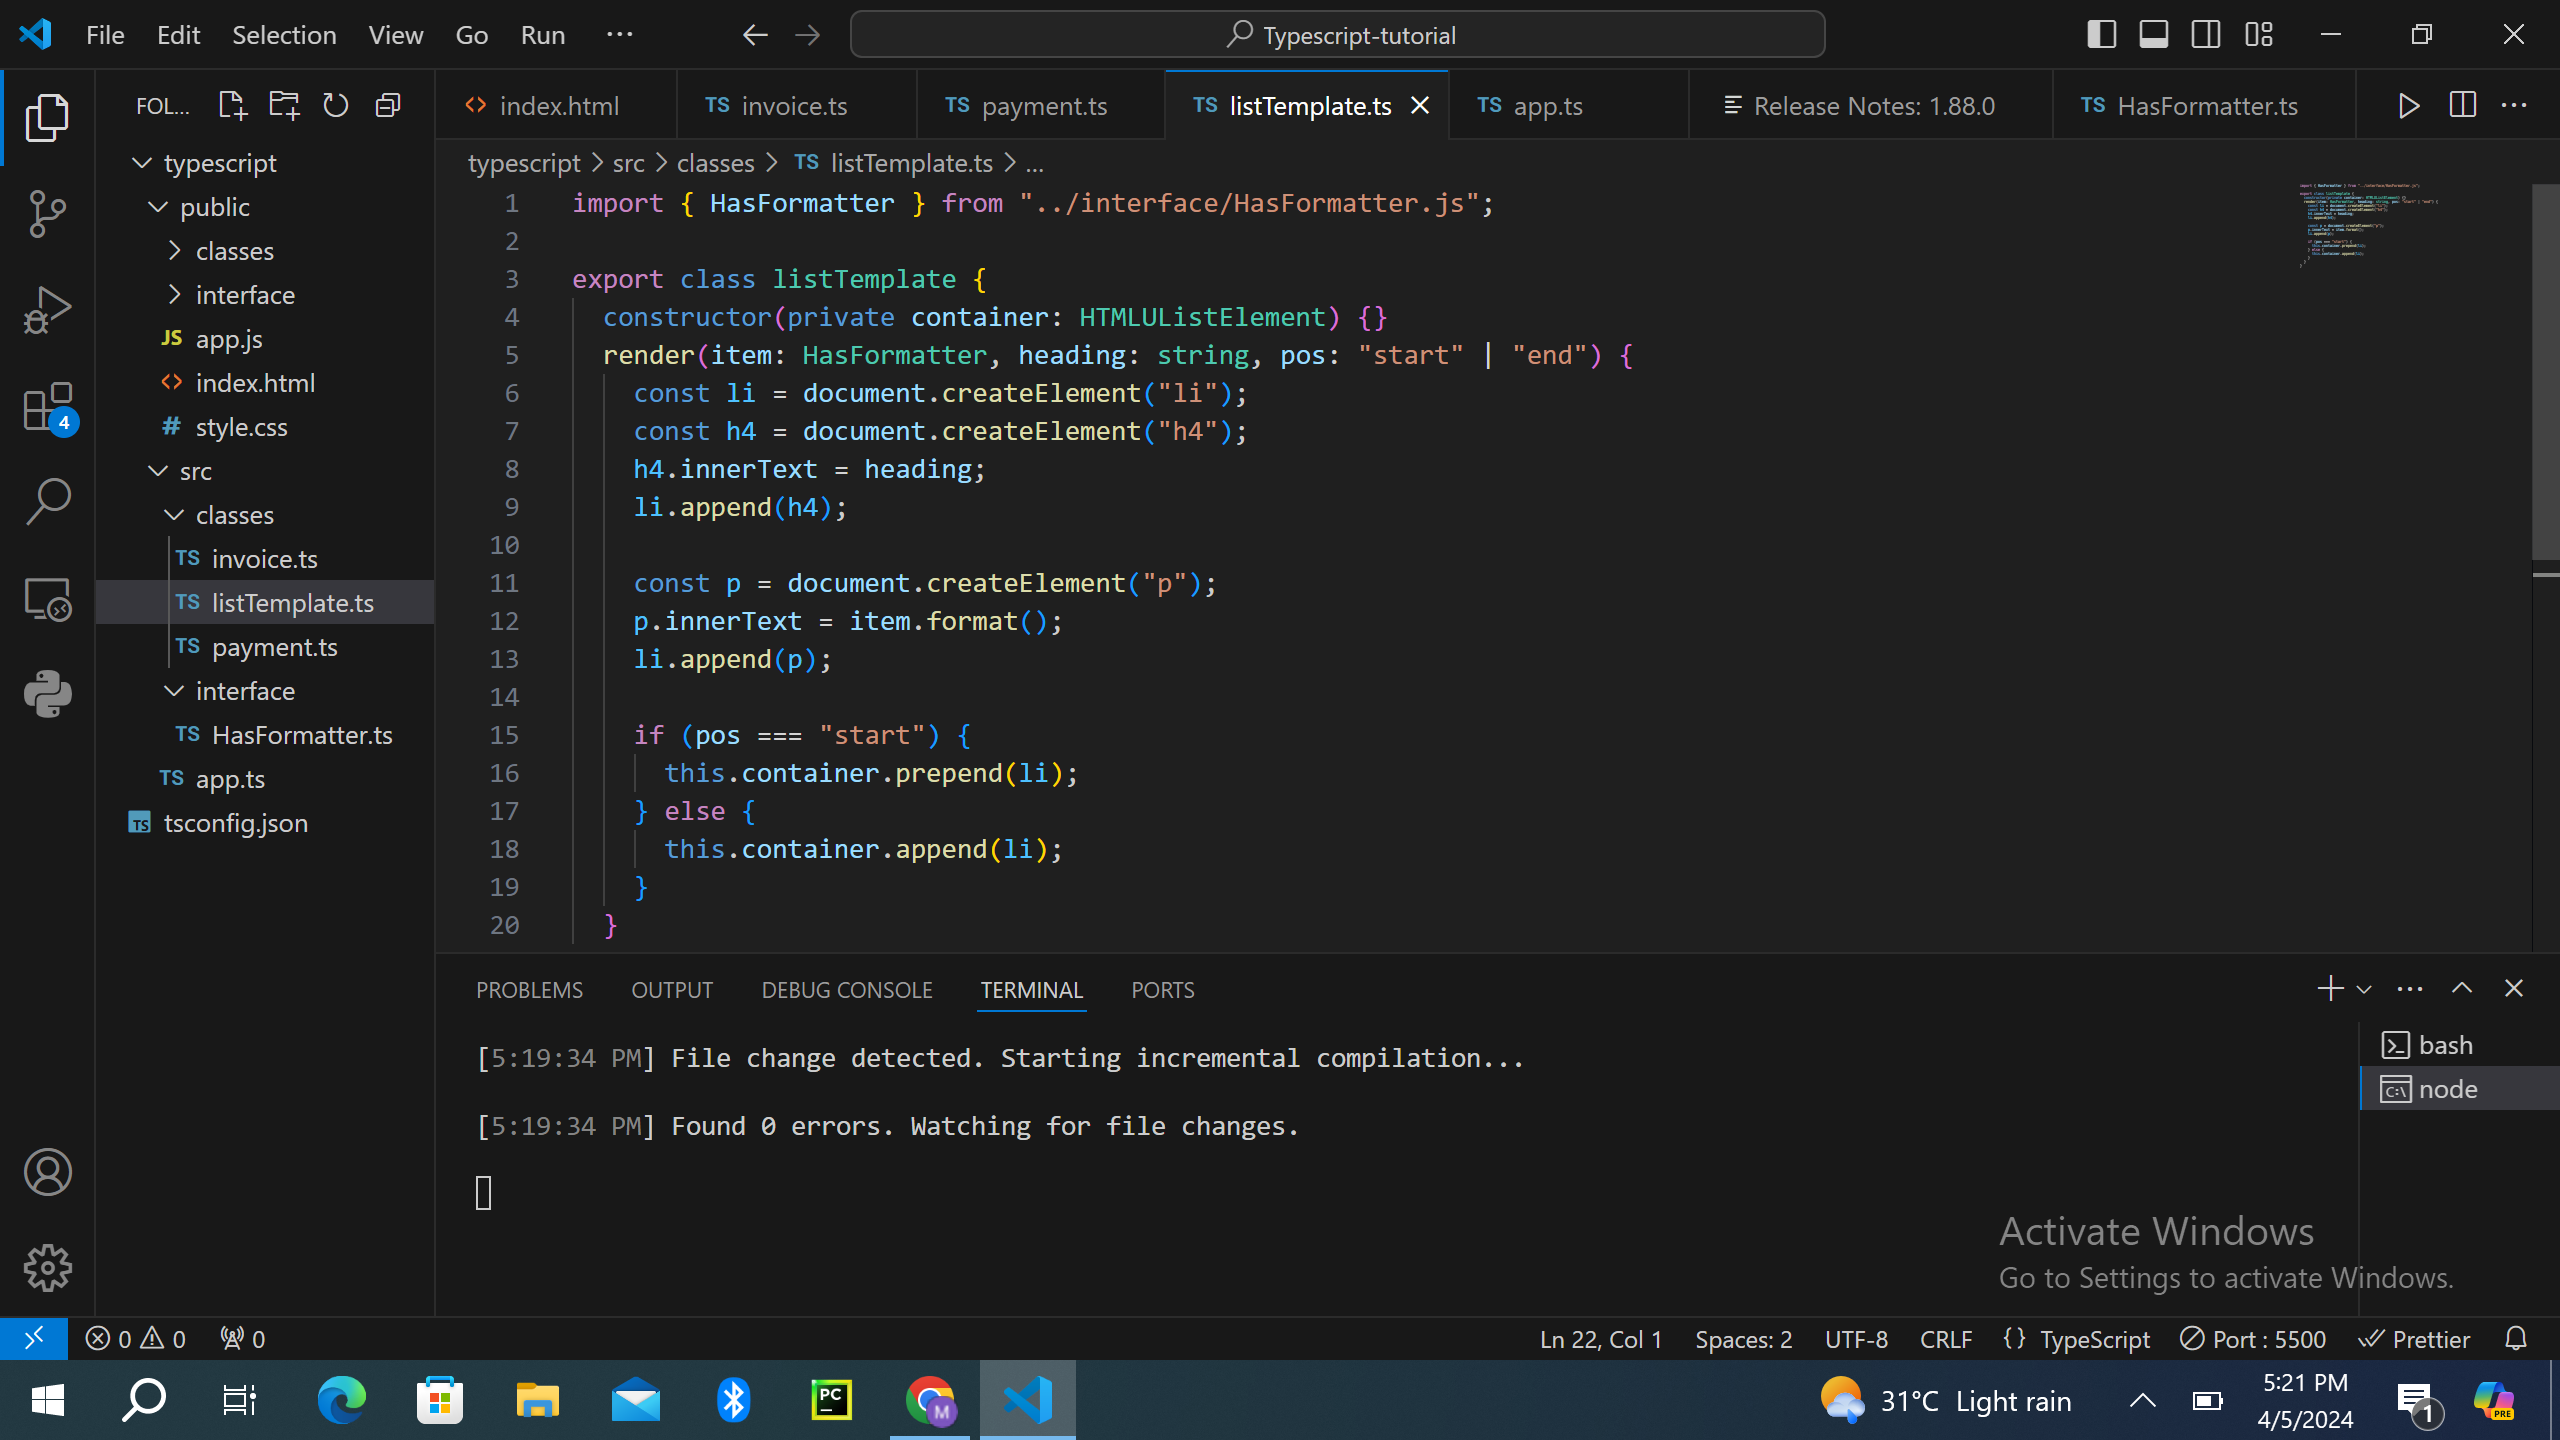 File Edit Selection View Go Run ··· Typescript-tutorial
FOL...
index.html TS invoice.ts TS payment.ts TS listTemplate.ts TS app.ts Release Notes: 1.88.0 TS HasFormatter.ts ···
typescript > src > classes > TS listTemplate.ts > ...
typescript
public
classes
interface
JS app.js
index.html
# style.css
src
classes
TS invoice.ts
TS listTemplate.ts
TS payment.ts
interface
TS HasFormatter.ts
TS app.ts
TS tsconfig.json
4
1 import { HasFormatter } from "../interface/HasFormatter.js";
2
3 export class listTemplate {
4 constructor(private container: HTMLUListElement) {}
5 render(item: HasFormatter, heading: string, pos: "start" | "end") {
6 const li = document.createElement("li");
7 const h4 = document.createElement("h4");
8 h4.innerText = heading;
9 li.append(h4);
10
11 const p = document.createElement("p");
12 p.innerText = item.format();
13 li.append(p);
14
15 if (pos === "start") {
16 this.container.prepend(li);
17 } else {
18 this.container.append(li);
19 }
20 }
PROBLEMS OUTPUT DEBUG CONSOLE TERMINAL PORTS
[5:19:34 PM] File change detected. Starting incremental compilation...
[5:19:34 PM] Found 0 errors. Watching for file changes.
bash
node
Activate Windows
Go to Settings to activate Windows.
0 0 0 Ln 22, Col 1 Spaces: 2 UTF-8 CRLF {} TypeScript Port : 5500 Prettier
PC M 31°C Light rain 5:21 PM
4/5/2024
1
PRE